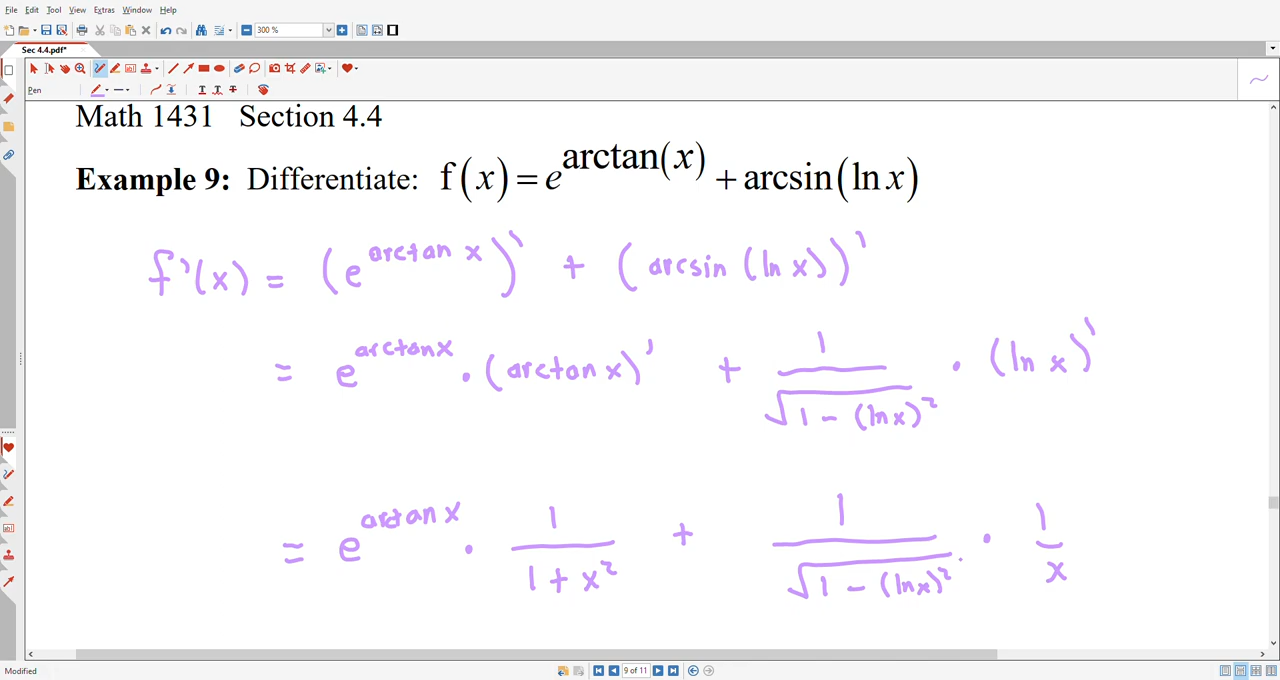 File Edit Tool View Extras Window Help
300 %
Sec 4.4.pdf*
Pen
Math 1431 Section 4.4
Example 9: Differentiate: f(x) = e^arctan(x) + arcsin(ln x)
f'(x) = (e^arctan x)' + (arcsin (ln x))'
= e^arctan x · (arctan x)' + 1/√(1 - (ln x)²) · (ln x)'
= e^arctan x · 1/(1 + x²) + 1/√(1 - (ln x)²) · 1/x
Modified
9 of 11